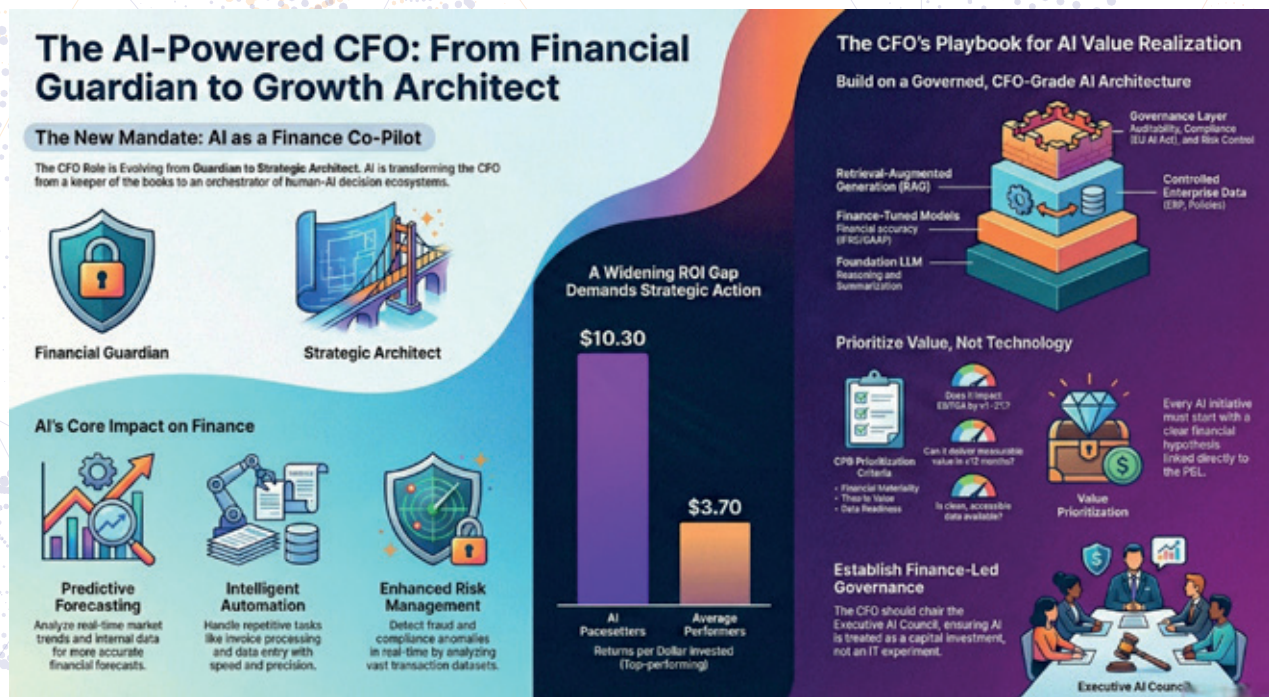 The AI-Powered CFO: From Financial
Guardian to Growth Architect
The New Mandate: AI as a Finance Co-Pilot
The CFO Role is Evolving from Guardian to Strategic Architect. AI is transforming the CFO
from a keeper of the books to an orchestrator of human-AI decision ecosystems.
Financial Guardian
Strategic Architect
AI's Core Impact on Finance
Predictive
Forecasting
Analyze real-time market
trends and internal data
for more accurate
financial forecasts.
Intelligent
Automation
Handle repetitive tasks
like invoice processing
and data entry with
speed and precision.
Enhanced Risk
Management
Detect fraud and
compliance anomalies
in real-time by analyzing
vast transaction datasets.
A Widening ROI Gap
Demands Strategic Action
$10.30
$3.70
AI
Pacesetters
Average
Performers
Returns per Dollar Invested
(Top-performing)
The CFO's Playbook for AI Value Realization
Build on a Governed, CFO-Grade AI Architecture
Governance Layer
Auditability, Compliance
(EU AI Act), and Risk Control
Retrieval-Augmented
Generation (RAG)
Controlled
Enterprise Data
(ERP, Policies)
Finance-Tuned Models
Financial accuracy
(IFRS/GAAP)
Foundation LLM
Reasoning and
Summarization
Prioritize Value, Not Technology
CPB Prioritization
Criteria
• Financial Materiality
• to Value
• Data Readiness
Does it impact
by
Can it deliver measurable
value in <12 months?
Is clean, accessible
data available?
$
Value
Prioritization
Every AI initiative
must start with a
clear financial
hypothesis
linked directly to
the
Establish Finance-Led
Governance
The CFO should chair the
Executive AI Council, ensuring AI
is treated as a capital investment,
not an IT experiment.
$
Executive AI Council